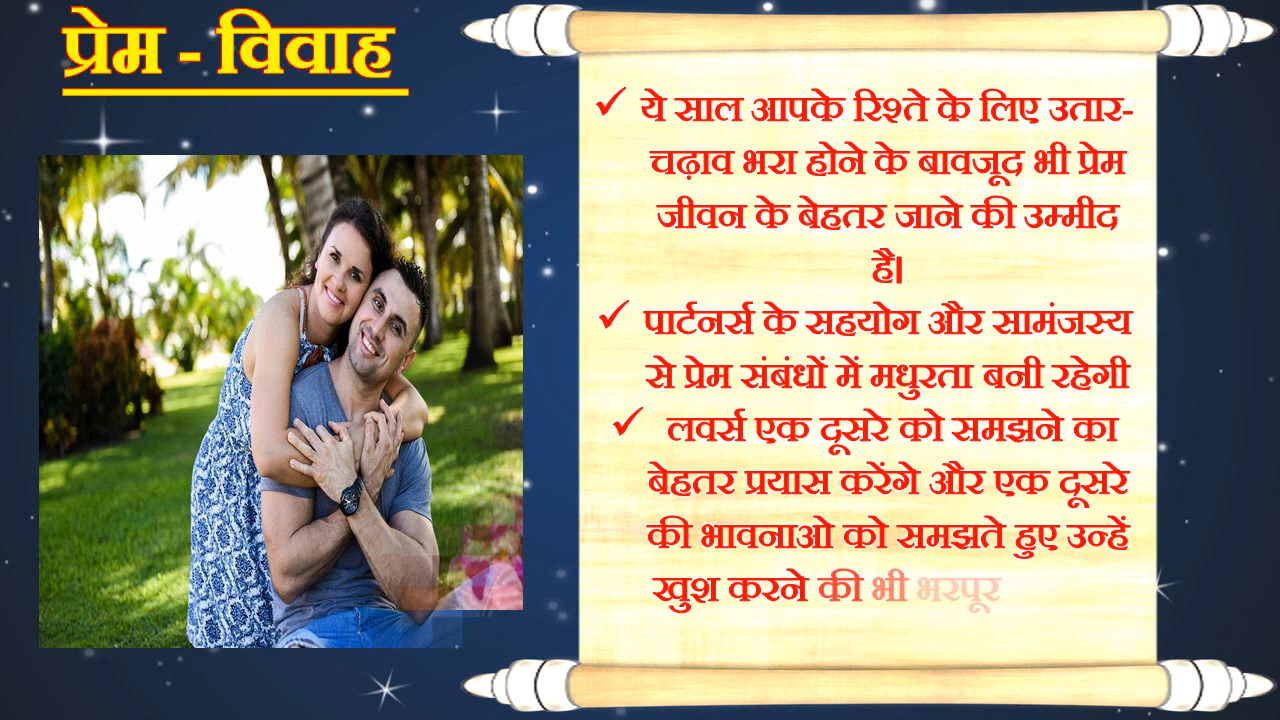 प्रेम - विवाह
✓ ये साल आपके रिश्ते के लिए उतार-
चढ़ाव भरा होने के बावजूद भी प्रेम
जीवन के बेहतर जाने की उम्मीद
है।
✓ पार्टनर्स के सहयोग और सामंजस्य
से प्रेम संबंधों में मधुरता बनी रहेगी
✓ लवर्स एक दूसरे को समझने का
बेहतर प्रयास करेंगे और एक दूसरे
की भावनाओ को समझते हुए उन्हें
खुश करने की भी भरपूर